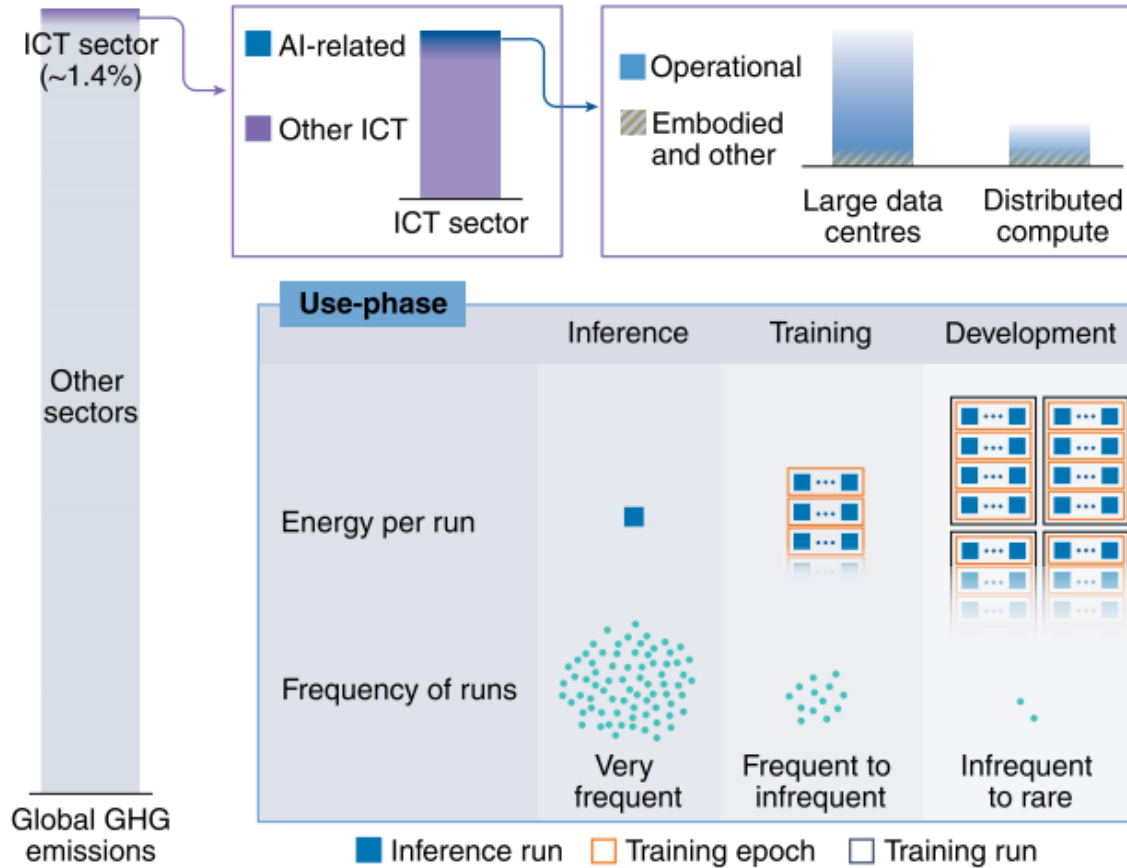 ICT sector
(~1.4%)
Other
sectors
Global GHG
emissions
AI-related
Other ICT
ICT sector
Operational
Embodied
and other
Large data
centres
Distributed
compute
Use-phase
Inference
Training
Development
Energy per run
Frequency of runs
Very
frequent
Frequent to
infrequent
Infrequent
to rare
Inference run
Training epoch
Training run